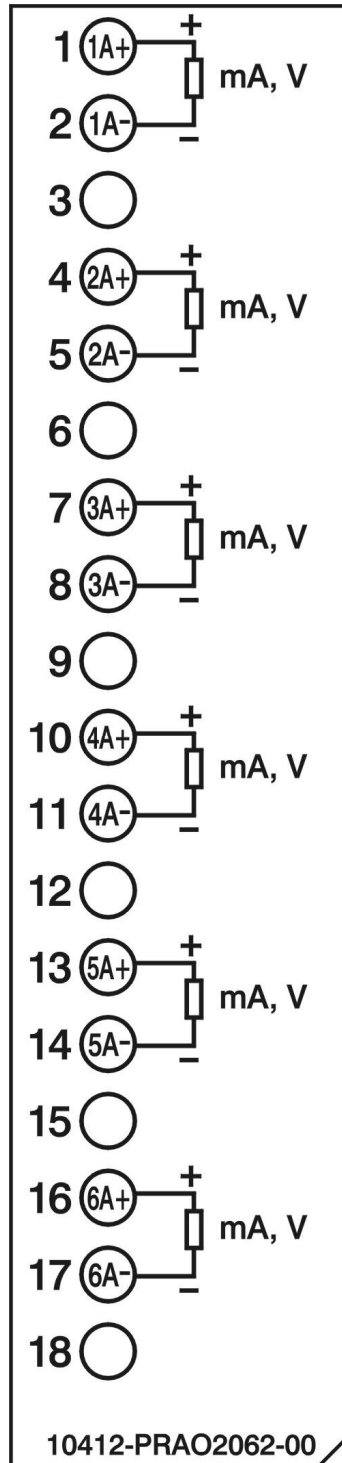 +
1 1A+ mA, V
2 1A- −
3
+
4 2A+ mA, V
5 2A- −
6
+
7 3A+ mA, V
8 3A- −
9
+
10 4A+ mA, V
11 4A- −
12
+
13 5A+ mA, V
14 5A- −
15
+
16 6A+ mA, V
17 6A- −
18
10412-PRAO2062-00